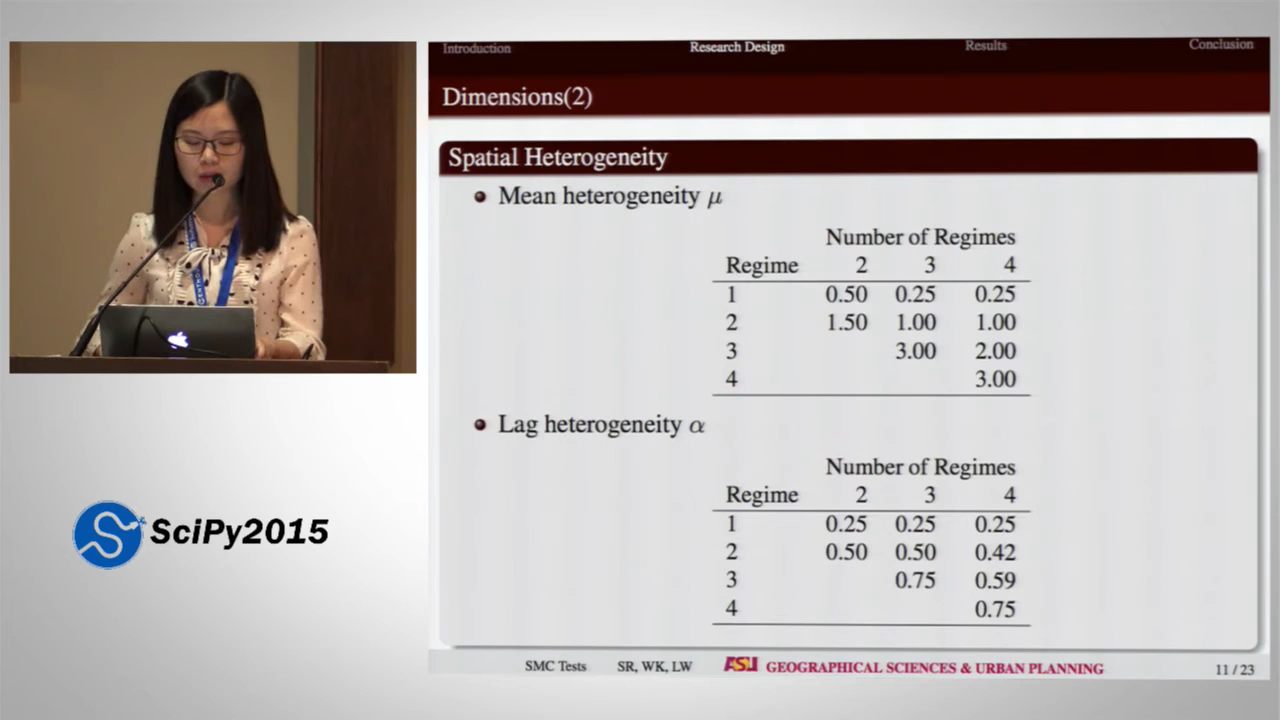 Introduction Research Design Results Conclusion
Dimensions(2)
Spatial Heterogeneity
Mean heterogeneity μ
Number of Regimes
Regime 2 3 4
1 0.50 0.25 0.25
2 1.50 1.00 1.00
3 3.00 2.00
4 3.00
Lag heterogeneity α
Number of Regimes
Regime 2 3 4
1 0.25 0.25 0.25
2 0.50 0.50 0.42
3 0.75 0.59
4 0.75
SMC Tests SR, WK, LW ASU GEOGRAPHICAL SCIENCES & URBAN PLANNING 11 / 23
SciPy2015